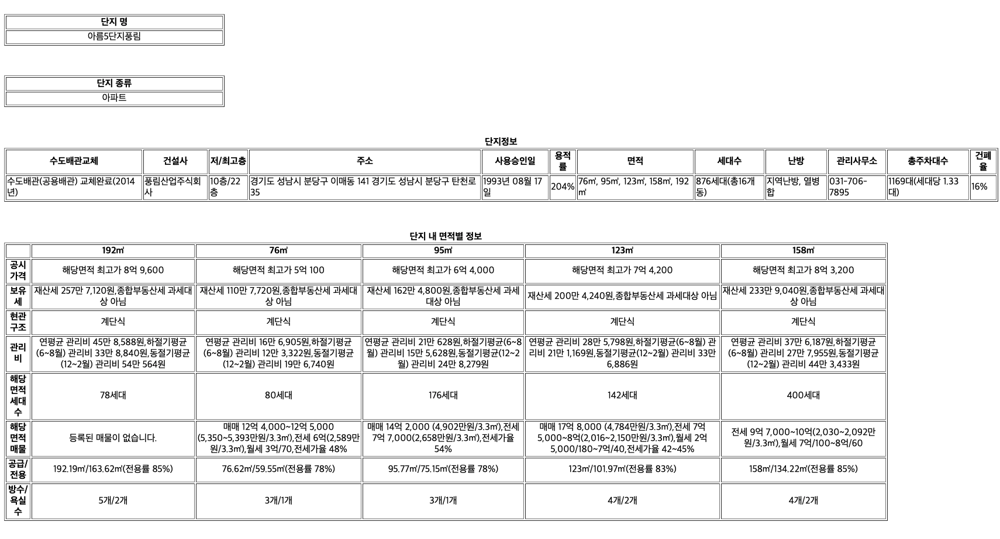 단지 명
아름5단지풍림
단지 종류
아파트
단지정보
수도배관교체 건설사 저/최고층 주소 사용승인일 용적률 면적 세대수 난방 관리사무소 총주차대수 건폐율
수도배관(공용배관) 교체완료(2014년) 풍림산업주식회사 10층/22층 경기도 성남시 분당구 이매동 141 경기도 성남시 분당구 탄천로 35 1993년 08월 17일 204% 76㎡, 95㎡, 123㎡, 158㎡, 192㎡ 876세대(총16개동) 지역난방, 열병합 031-706-7895 1169대(세대당 1.33대) 16%
단지 내 면적별 정보
192㎡ 76㎡ 95㎡ 123㎡ 158㎡
공시가격 해당면적 최고가 8억 9,600 해당면적 최고가 5억 100 해당면적 최고가 6억 4,000 해당면적 최고가 7억 4,200 해당면적 최고가 8억 3,200
보유세 재산세 257만 7,120원,종합부동산세 과세대상 아님 재산세 110만 7,720원,종합부동산세 과세대상 아님 재산세 162만 4,800원,종합부동산세 과세대상 아님 재산세 200만 4,240원,종합부동산세 과세대상 아님 재산세 233만 9,040원,종합부동산세 과세대상 아님
현관구조 계단식 계단식 계단식 계단식 계단식
관리비 연평균 관리비 45만 8,588원,하절기평균(6~8월) 관리비 33만 8,840원,동절기평균(12~2월) 관리비 54만 564원 연평균 관리비 16만 6,905원,하절기평균(6~8월) 관리비 12만 3,322원,동절기평균(12~2월) 관리비 19만 6,740원 연평균 관리비 21만 628원,하절기평균(6~8월) 관리비 15만 5,628원,동절기평균(12~2월) 관리비 24만 8,279원 연평균 관리비 28만 5,798원,하절기평균(6~8월) 관리비 21만 1,169원,동절기평균(12~2월) 관리비 33만 6,886원 연평균 관리비 37만 6,187원,하절기평균(6~8월) 관리비 27만 7,955원,동절기평균(12~2월) 관리비 44만 3,433원
해당면적 세대수 78세대 80세대 176세대 142세대 400세대
해당면적 매물 등록된 매물이 없습니다. 매매 12억 4,000~12억 5,000 (5,350~5,393만원/3.3㎡),전세 6억(2,589만원/3.3㎡),월세 3억/70,전세가율 48% 매매 14억 2,000 (4,902만원/3.3㎡),전세 7억 7,000(2,658만원/3.3㎡),전세가율 54% 매매 17억 8,000 (4,784만원/3.3㎡),전세 7억 5,000~8억(2,016~2,150만원/3.3㎡),월세 2억 5,000/180~7억/40,전세가율 42~45% 전세 9억 7,000~10억(2,030~2,092만원/3.3㎡),월세 7억/100~8억/60
공급/전용 192.19㎡/163.62㎡(전용률 85%) 76.62㎡/59.55㎡(전용률 78%) 95.77㎡/75.15㎡(전용률 78%) 123㎡/101.97㎡(전용률 83%) 158㎡/134.22㎡(전용률 85%)
방수/욕실수 5개/2개 3개/1개 3개/1개 4개/2개 4개/2개